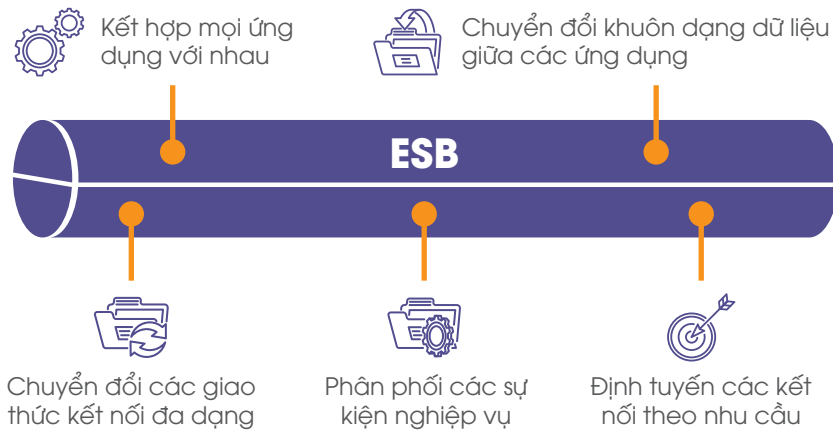 Kết hợp mọi ứng
dụng với nhau
Chuyển đổi khuôn dạng dữ liệu
giữa các ứng dụng
ESB
Chuyển đổi các giao
thức kết nối đa dạng
Phân phối các sự
kiện nghiệp vụ
Định tuyến các kết
nối theo nhu cầu